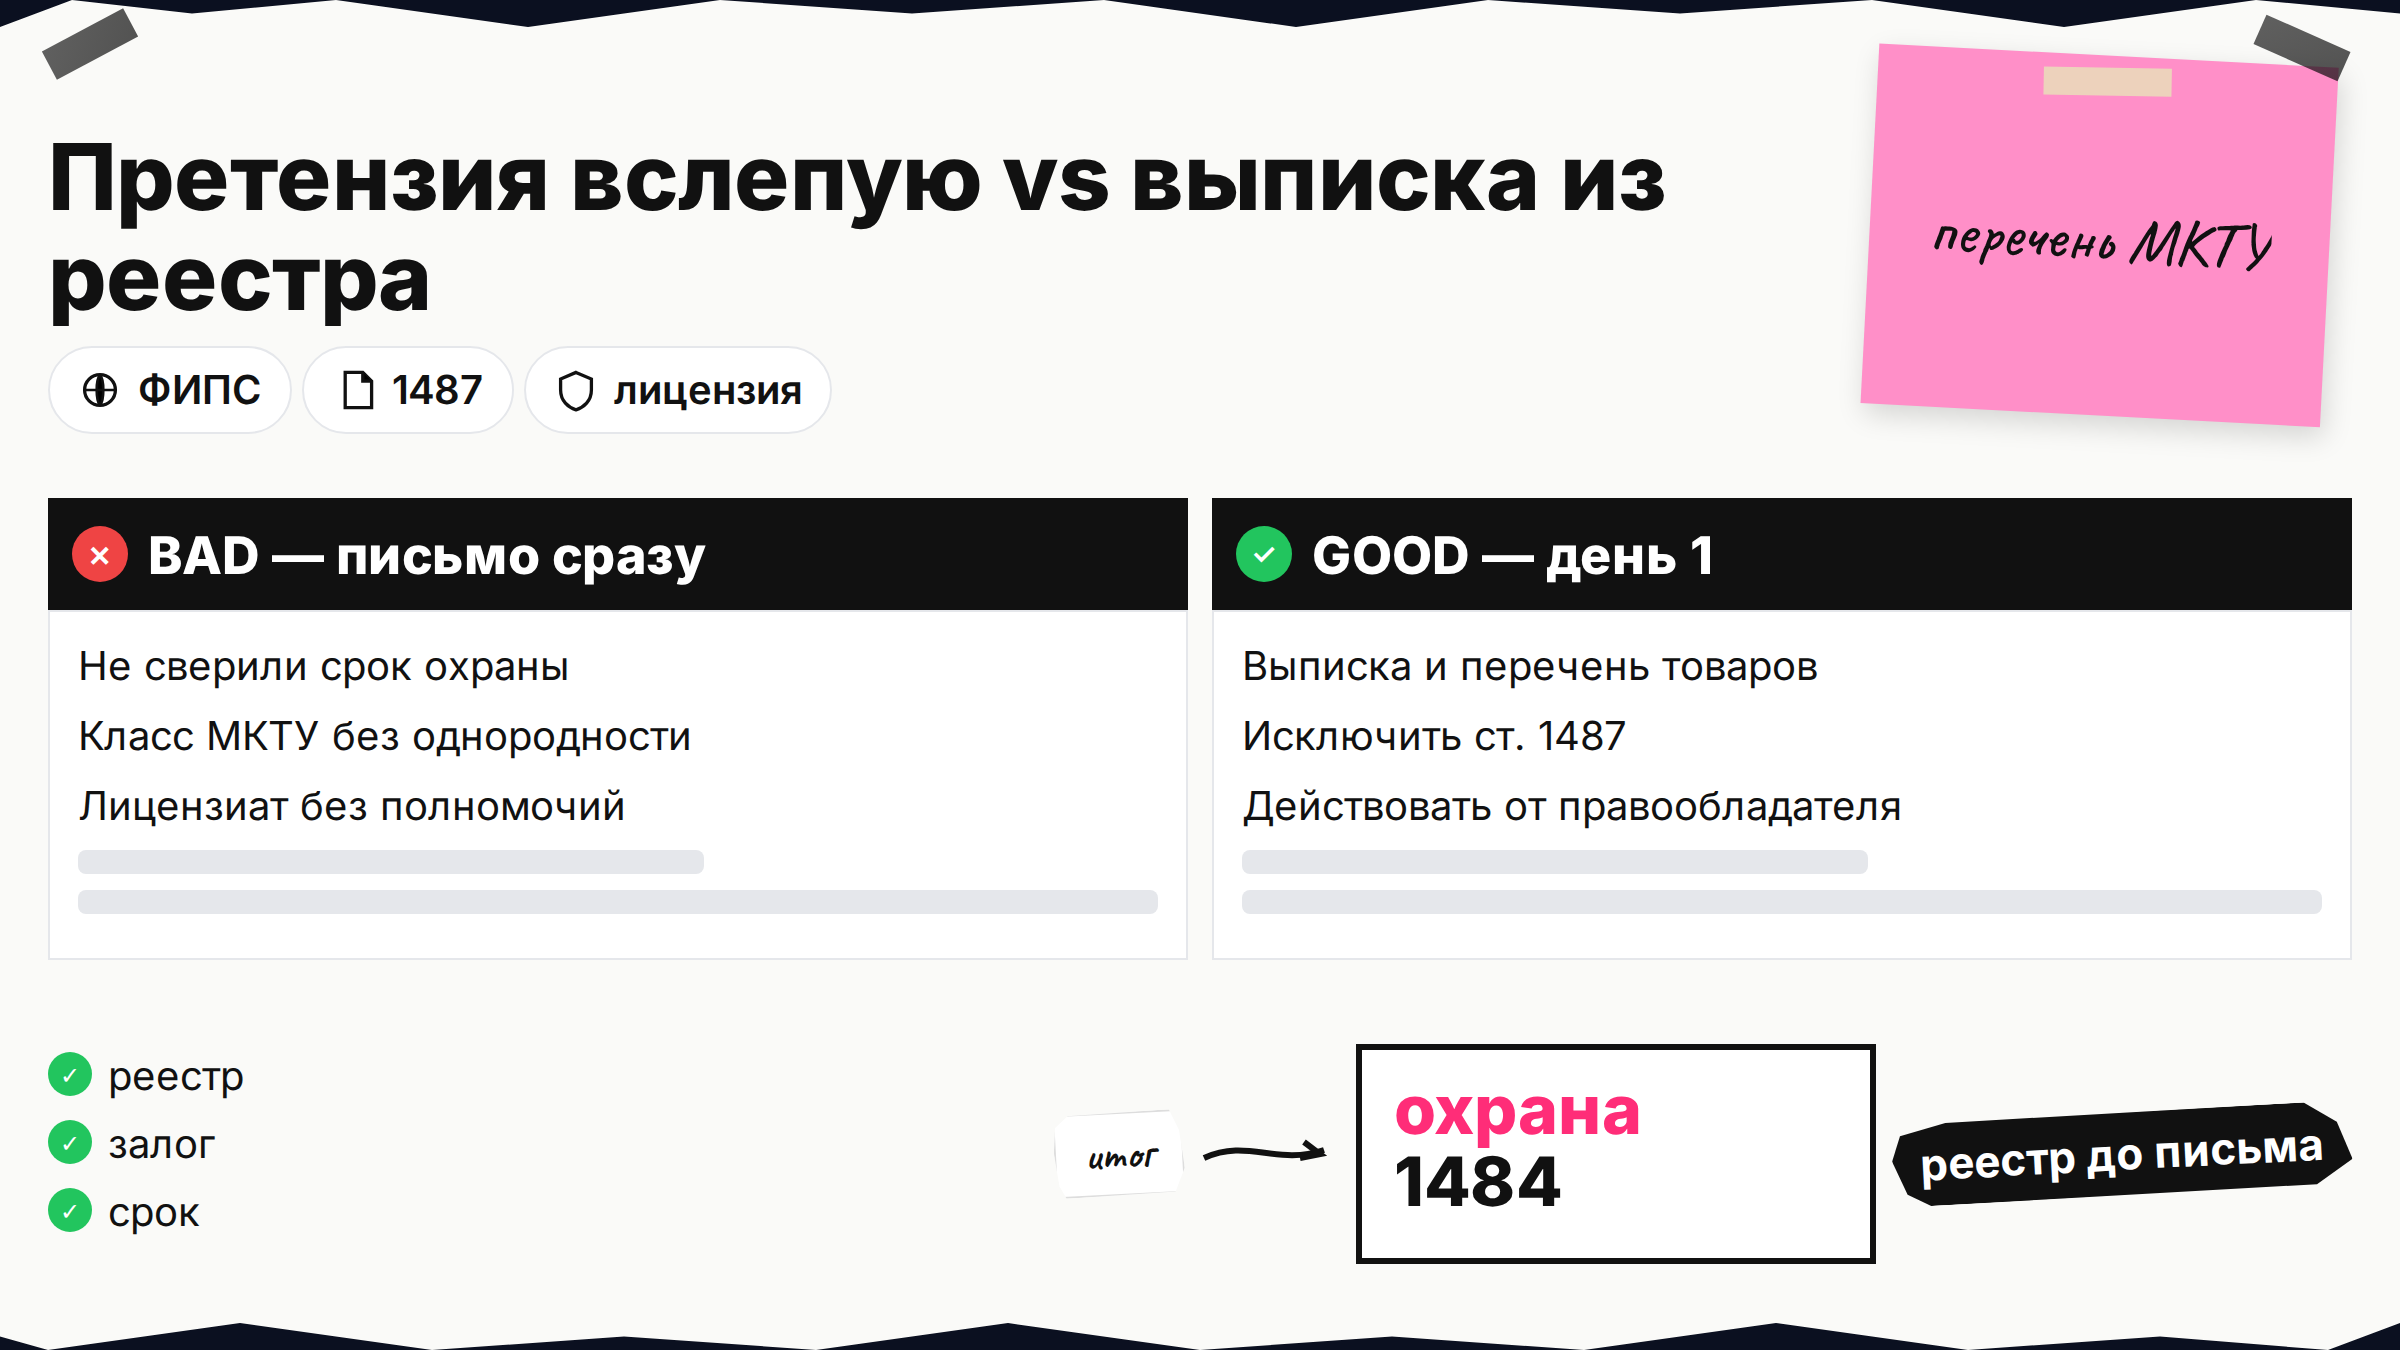 Претензия вслепую vs выписка из
реестра
перечень МКТУ
ФИПС
1487
лицензия
BAD — письмо сразу
Не сверили срок охраны
Класс МКТУ без однородности
Лицензиат без полномочий
GOOD — день 1
Выписка и перечень товаров
Исключить ст. 1487
Действовать от правообладателя
реестр
залог
срок
итог
охрана
1484
реестр до письма